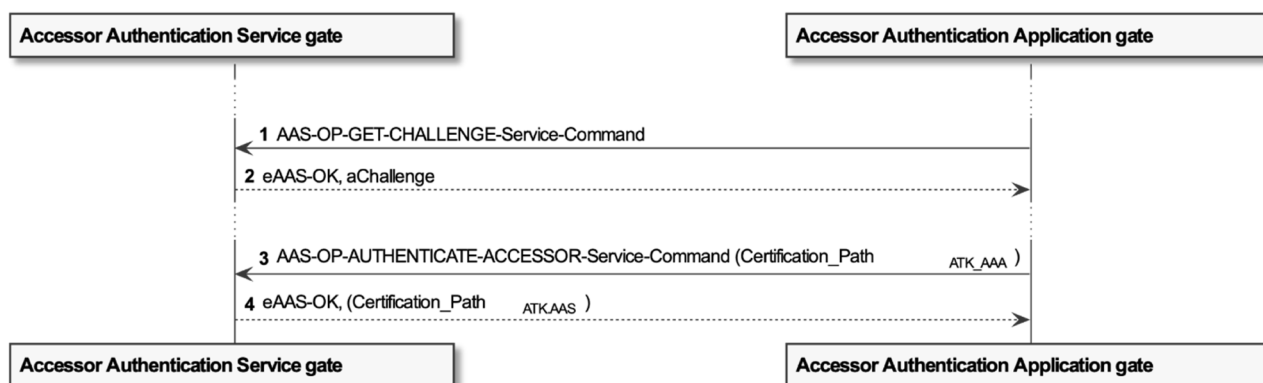 Accessor Authentication Service gate
Accessor Authentication Application gate
1 AAS-OP-GET-CHALLENGE-Service-Command
2 eAAS-OK, aChallenge
3 AAS-OP-AUTHENTICATE-ACCESSOR-Service-Command (Certification_Path ATK_AAA )
4 eAAS-OK, (Certification_Path ATK.AAS )
Accessor Authentication Service gate
Accessor Authentication Application gate